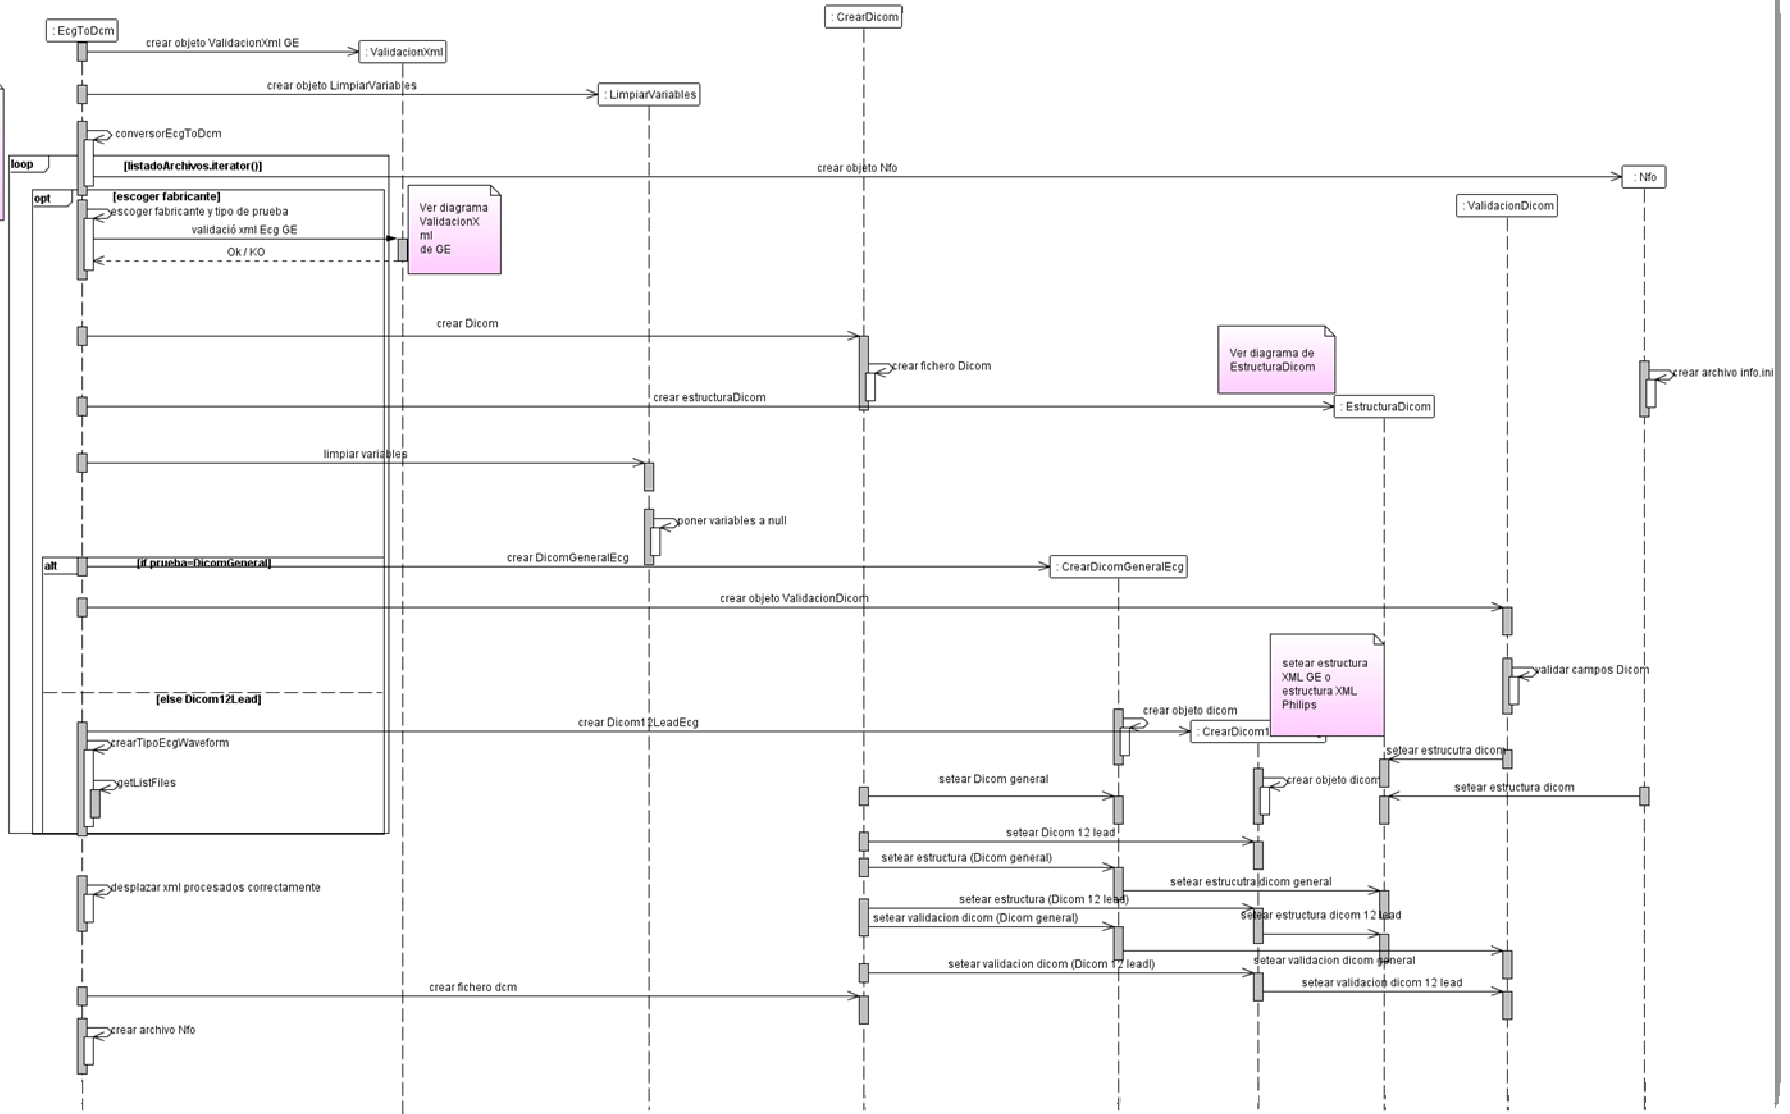 : CrearDicom
: EcgToDcm
crear objeto ValidacionXml GE
: ValidacionXml
crear objeto LimpiarVariables
: LimpiarVariables
conversorEcgToDcm
loop
[listadoArchivos.iterator()]
crear objeto Nfo
: Nfo
opt
[escoger fabricante]
escoger fabricante y tipo de prueba
validació xml Ecg GE
Ok / KO
Ver diagrama
ValidacionX
ml
de GE
: ValidacionDicom
crear Dicom
crear fichero Dicom
Ver diagrama de
EstructuraDicom
crear archivo info.ini
crear estructuraDicom
: EstructuraDicom
limpiar variables
poner variables a null
alt
[if prueba=DicomGeneral]
crear DicomGeneralEcg
: CrearDicomGeneralEcg
crear objeto ValidacionDicom
setear estructura
XML GE o
estructura XML
Philips
validar campos Dicom
[else Dicom12Lead]
crear objeto dicom
crear Dicom12LeadEcg
: CrearDicom1
crearTipoEcgWaveform
setear estrucutra dicom
getListFiles
setear Dicom general
crear objeto dicom
setear estructura dicom
setear Dicom 12 lead
setear estructura (Dicom general)
setear estrucutra dicom general
desplazar xml procesados correctamente
setear estructura (Dicom 12 lead)
setear estructura dicom 12 lead
setear validacion dicom (Dicom general)
setear validacion dicom general
setear validacion dicom (Dicom 12 leadl)
setear validacion dicom 12 lead
crear fichero dcm
crear archivo Nfo